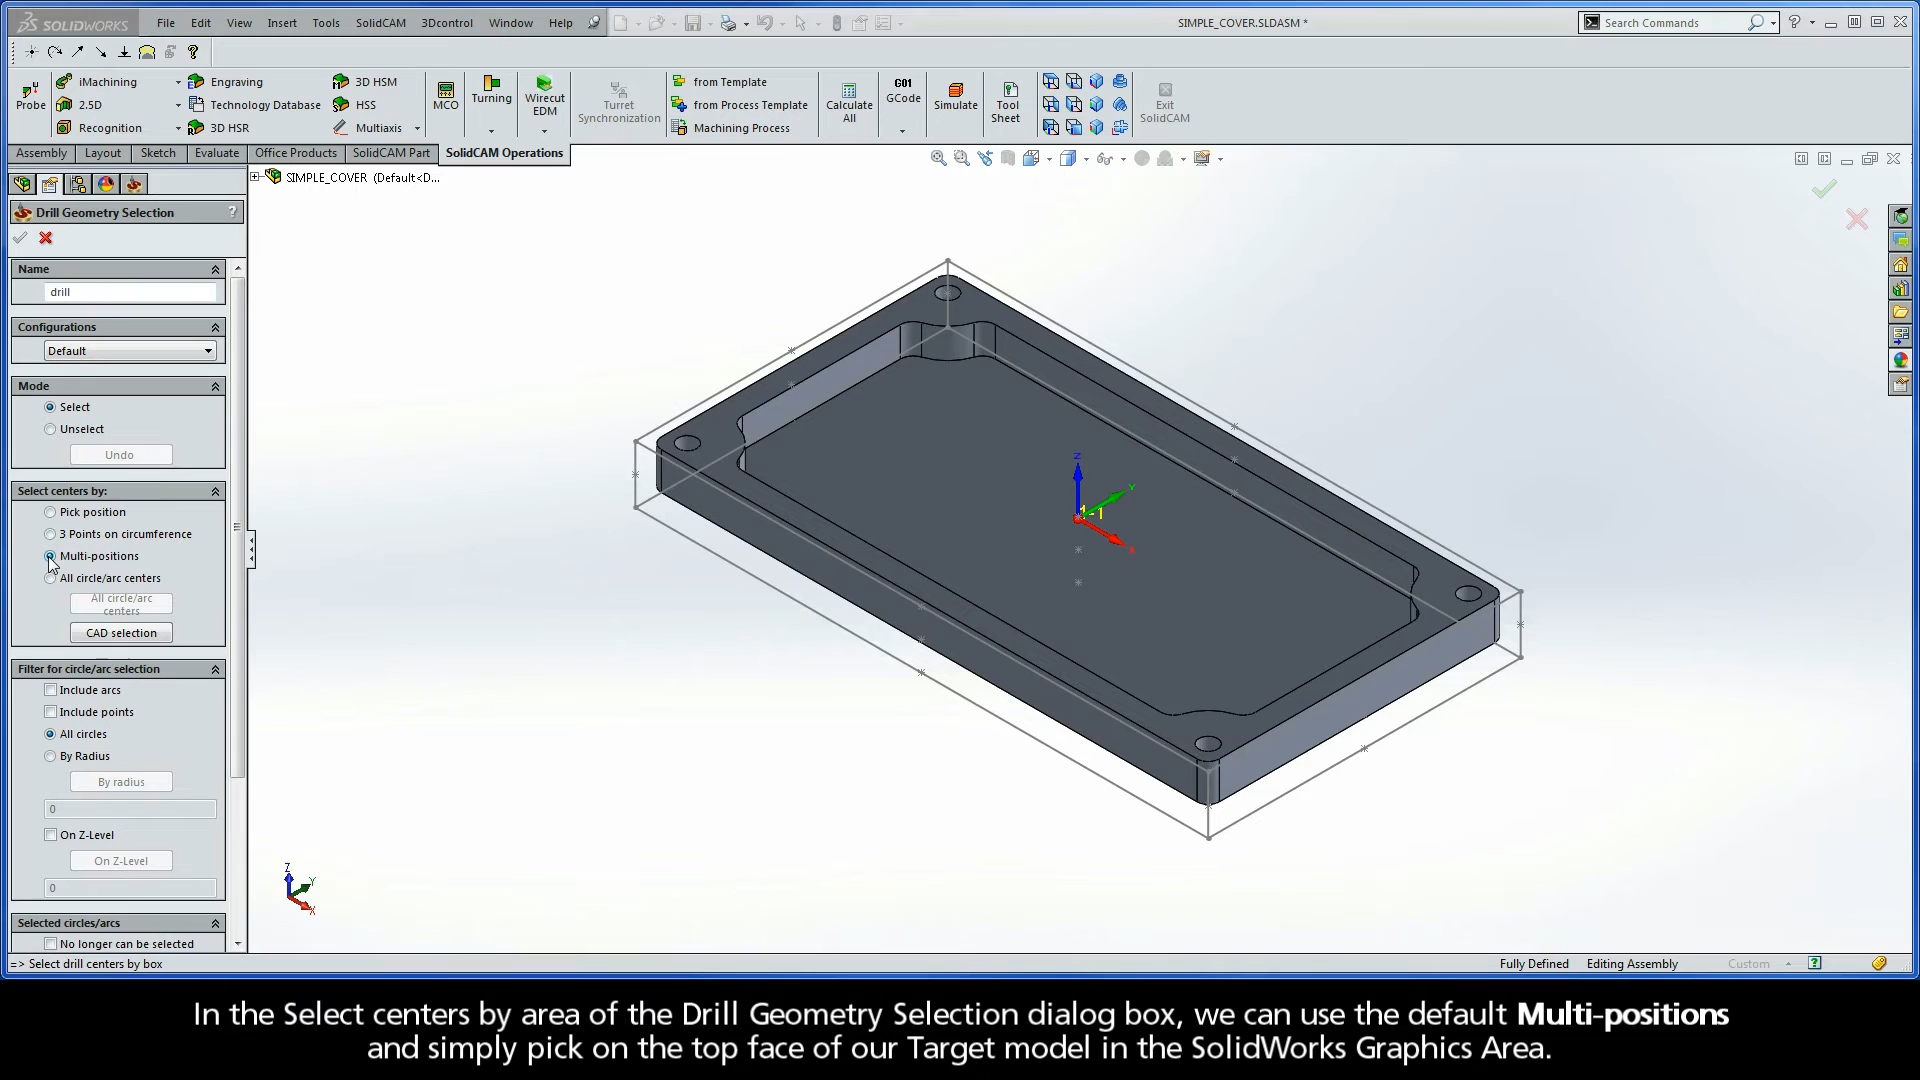 SOLIDWORKS File Edit View Insert Tools SolidCAM 3Dcontrol Window Help SIMPLE_COVER.SLDASM * Search Commands
iMachining Engraving 3D HSM from Template
Probe 2.5D Technology Database HSS MCO Turning Wirecut EDM Turret Synchronization from Process Template Calculate All G01 GCode Simulate Tool Sheet Exit SolidCAM
Recognition 3D HSR Multiaxis Machining Process
Assembly Layout Sketch Evaluate Office Products SolidCAM Part SolidCAM Operations
SIMPLE_COVER (Default<D...
Drill Geometry Selection ?
Name
drill
Configurations
Default
Mode
Select
Unselect
Undo
Select centers by:
Pick position
3 Points on circumference
Multi-positions
All circle/arc centers
All circle/arc
centers
CAD selection
Filter for circle/arc selection
Include arcs
Include points
All circles
By Radius
By radius
0
On Z-Level
On Z-Level
0
Selected circles/arcs
No longer can be selected
Z
Y
1-1
X
Z
Y
X
=> Select drill centers by box Fully Defined Editing Assembly Custom
In the Select centers by area of the Drill Geometry Selection dialog box, we can use the default Multi-positions
and simply pick on the top face of our Target model in the SolidWorks Graphics Area.